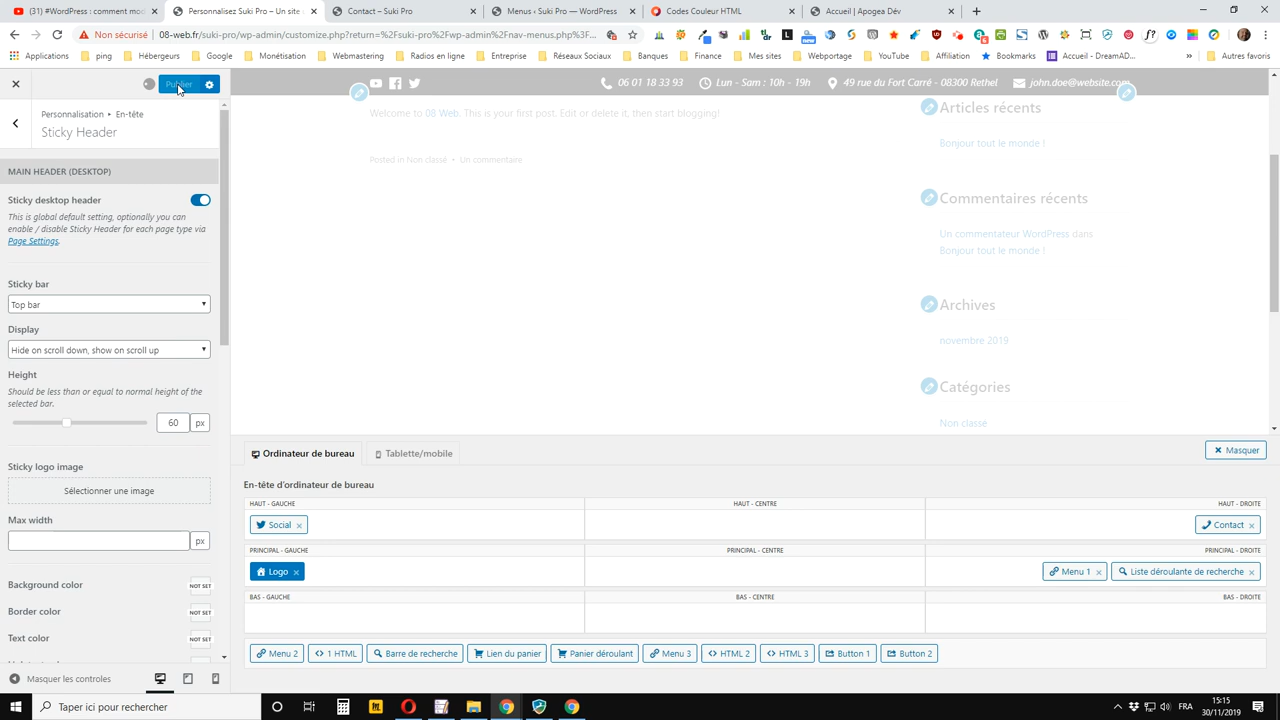 (31) #WordPress : comment mod
Personnalisez Suki Pro – Un site
Contact – Suki Pro
Menus ‹ Suki Pro — WordPress
Codes Couleur HTML
Accueil | Apogea Dév
Non sécurisé
08-web.fr/suki-pro/wp-admin/customize.php?return=%2Fsuki-pro%2Fwp-admin%2Fnav-menus.php%3F...
Applications
ping
Hébergeurs
Google
Webmastering
Radios en ligne
Entreprise
Réseaux Sociaux
Banques
Finance
Mes sites
Webportage
YouTube
Affiliation
Bookmarks
Accueil - DreamAD...
»
Autres favoris
Publier
06 01 18 33 93
Lun - Sam : 10h - 19h
49 rue du Fort Carré - 08300 Rethel
john.doe@website.com
Personnalisation ▸ En-tête
Sticky Header
MAIN HEADER (DESKTOP)
Sticky desktop header
This is global default setting, optionally you can
enable / disable Sticky Header for each page type via
Page Settings.
Sticky bar
Top bar
Display
Hide on scroll down, show on scroll up
Height
Should be less than or equal to normal height of the
selected bar.
60
px
Sticky logo image
Sélectionner une image
Max width
px
Background color
NOT SET
Border color
NOT SET
Text color
NOT SET
Masquer les contrôles
Welcome to 08 Web. This is your first post. Edit or delete it, then start blogging!
Posted in Non classé • Un commentaire
Articles récents
Bonjour tout le monde !
Commentaires récents
Un commentateur WordPress dans
Bonjour tout le monde !
Archives
novembre 2019
Catégories
Non classé
Ordinateur de bureau
Tablette/mobile
Masquer
En-tête d'ordinateur de bureau
HAUT - GAUCHE
HAUT - CENTRE
HAUT - DROITE
Social
Contact
PRINCIPAL - GAUCHE
PRINCIPAL - CENTRE
PRINCIPAL - DROITE
Logo
Menu 1
Liste déroulante de recherche
BAS - GAUCHE
BAS - CENTRE
BAS - DROITE
Menu 2
1 HTML
Barre de recherche
Lien du panier
Panier déroulant
Menu 3
HTML 2
HTML 3
Button 1
Button 2
Taper ici pour rechercher
FRA
15:15
30/11/2019